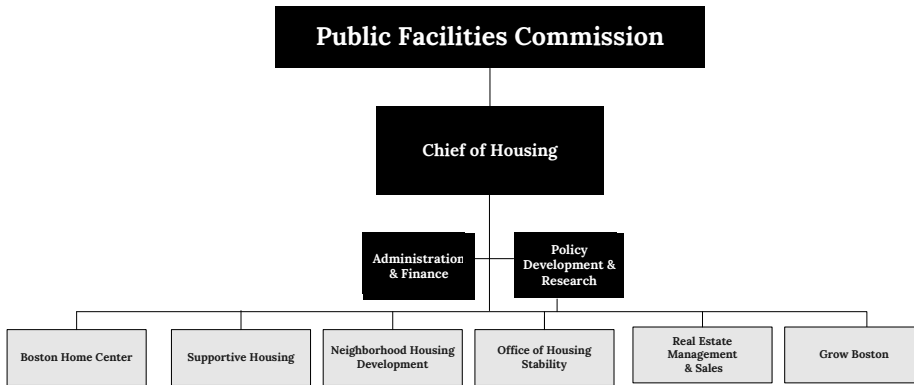 Public Facilities Commission
Chief of Housing
Administration
& Finance
Policy
Development &
Research
Boston Home Center
Supportive Housing
Neighborhood Housing
Development
Office of Housing
Stability
Real Estate
Management
& Sales
Grow Boston